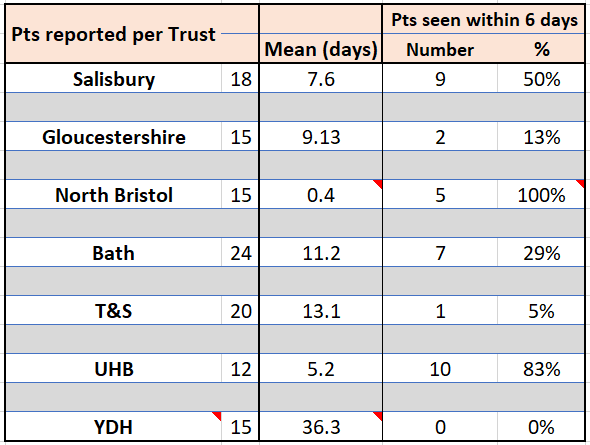 Pts reported per Trust Mean (days) Pts seen within 6 days
Number %
Salisbury 18 7.6 9 50%
Gloucestershire 15 9.13 2 13%
North Bristol 15 0.4 5 100%
Bath 24 11.2 7 29%
T&S 20 13.1 1 5%
UHB 12 5.2 10 83%
YDH 15 36.3 0 0%